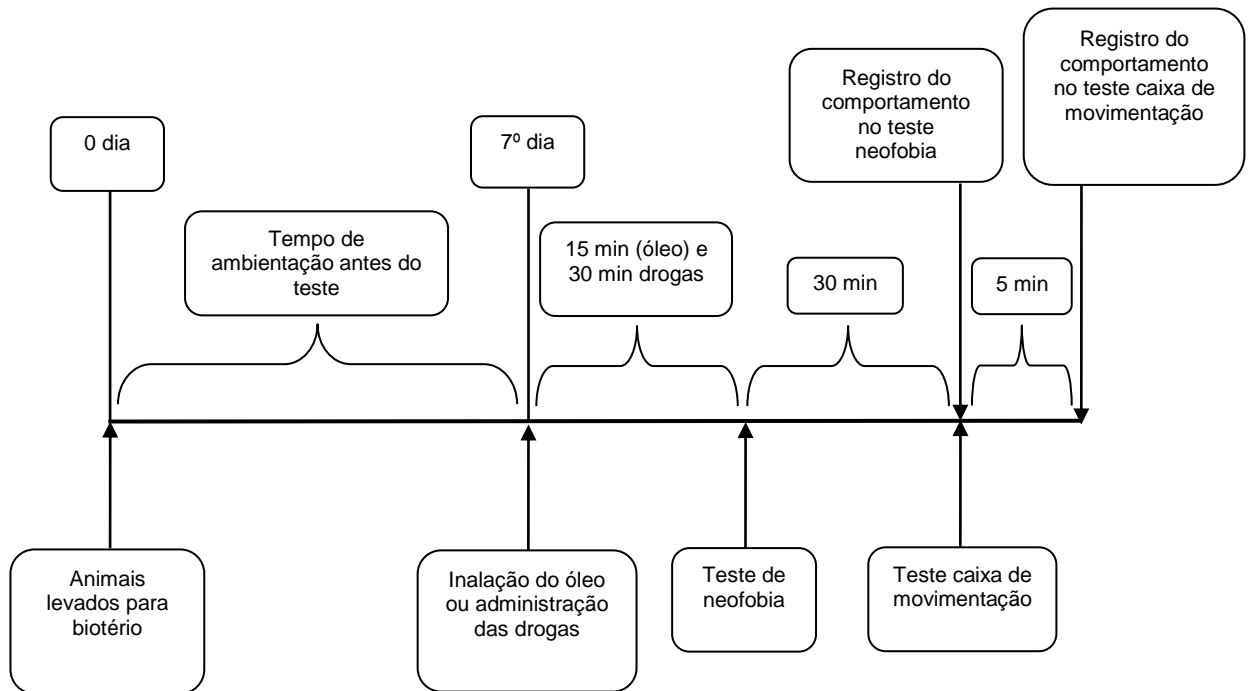 Registro do
comportamento
no teste caixa de
movimentação
Registro do
comportamento
no teste
neofobia
0 dia
7º dia
Tempo de
ambientação antes do
teste
15 min (óleo) e
30 min drogas
30 min
5 min
Animais
levados para
biotério
Inalação do óleo
ou administração
das drogas
Teste de
neofobia
Teste caixa de
movimentação